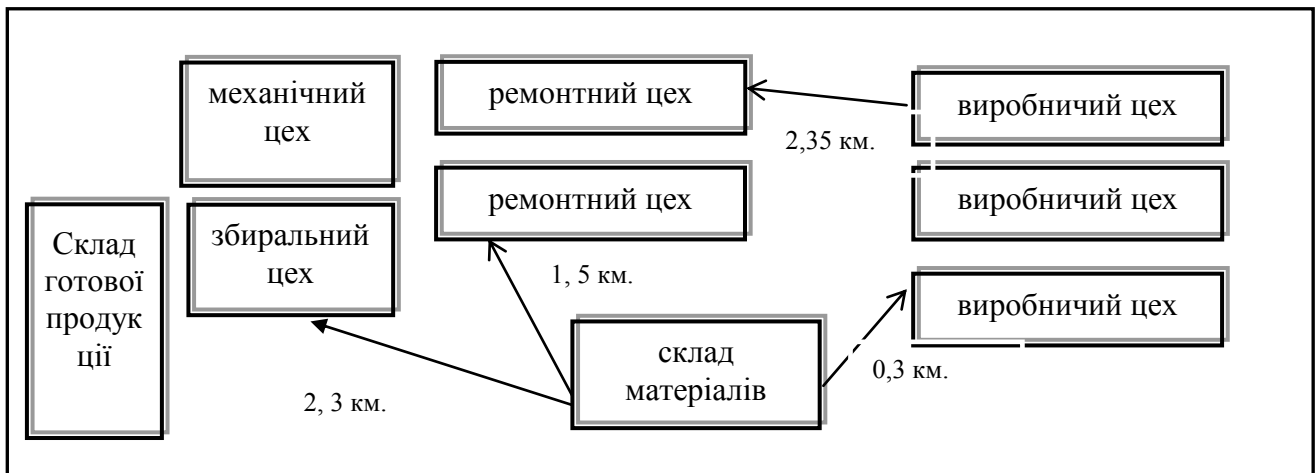 механічний
цех
ремонтний цех
виробничий цех
2,35 км.
ремонтний цех
виробничий цех
Склад
готової
продук
ції
збиральний
цех
1, 5 км.
виробничий цех
склад
матеріалів
0,3 км.
2, 3 км.